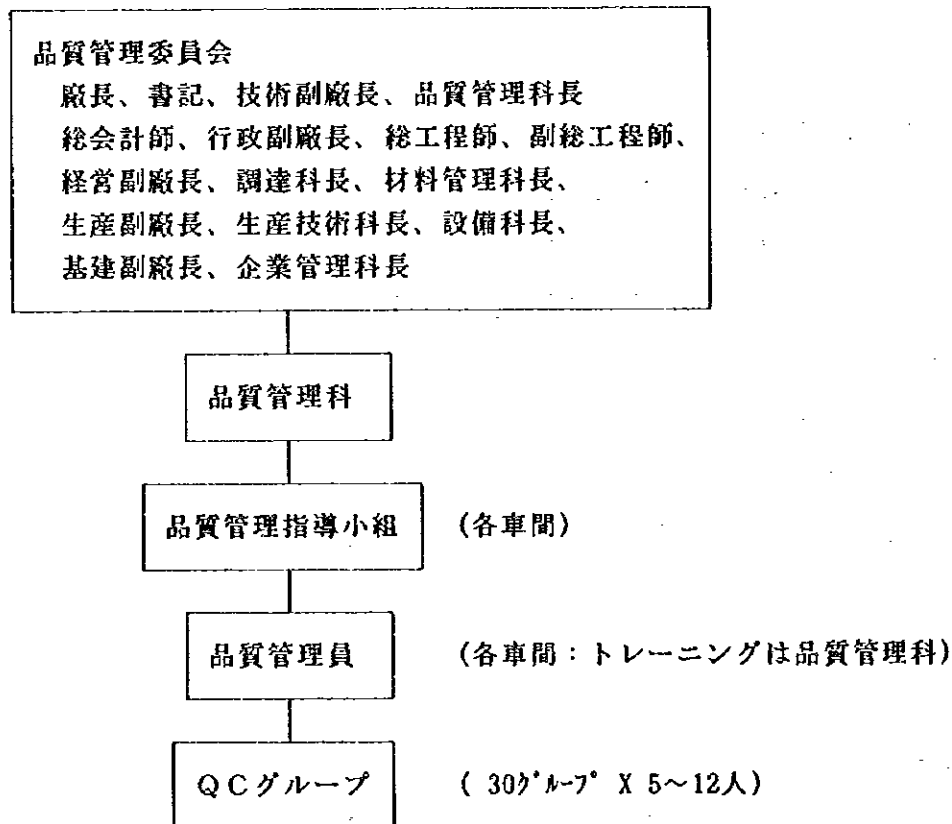 品質管理委員会
廠長、書記、技術副廠長、品質管理科長
総会計師、行政副廠長、総工程師、副総工程師、
経営副廠長、調達科長、材料管理科長、
生産副廠長、生産技術科長、設備科長、
基建副廠長、企業管理科長
品質管理科
品質管理指導小組 (各車間)
品質管理員 (各車間:トレーニングは品質管理科)
QCグループ ( 30グループ X 5~12人)